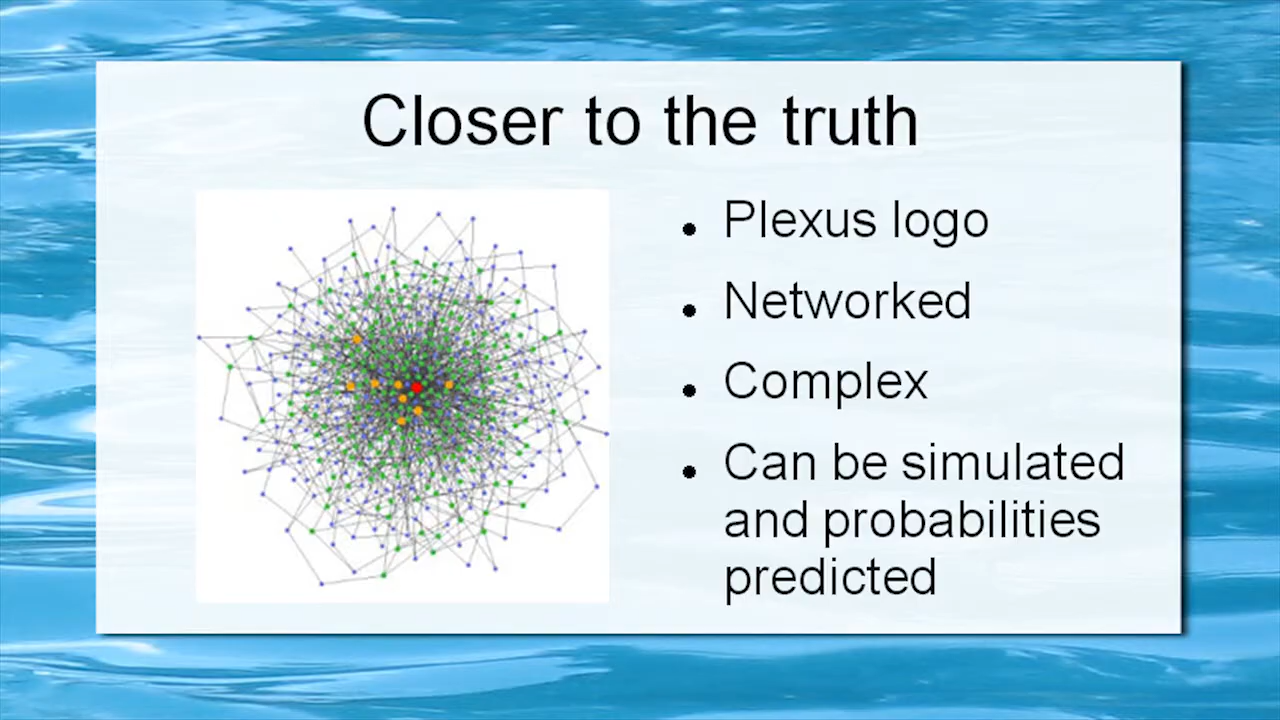 Closer to the truth
Plexus logo
Networked
Complex
Can be simulated
and probabilities
predicted